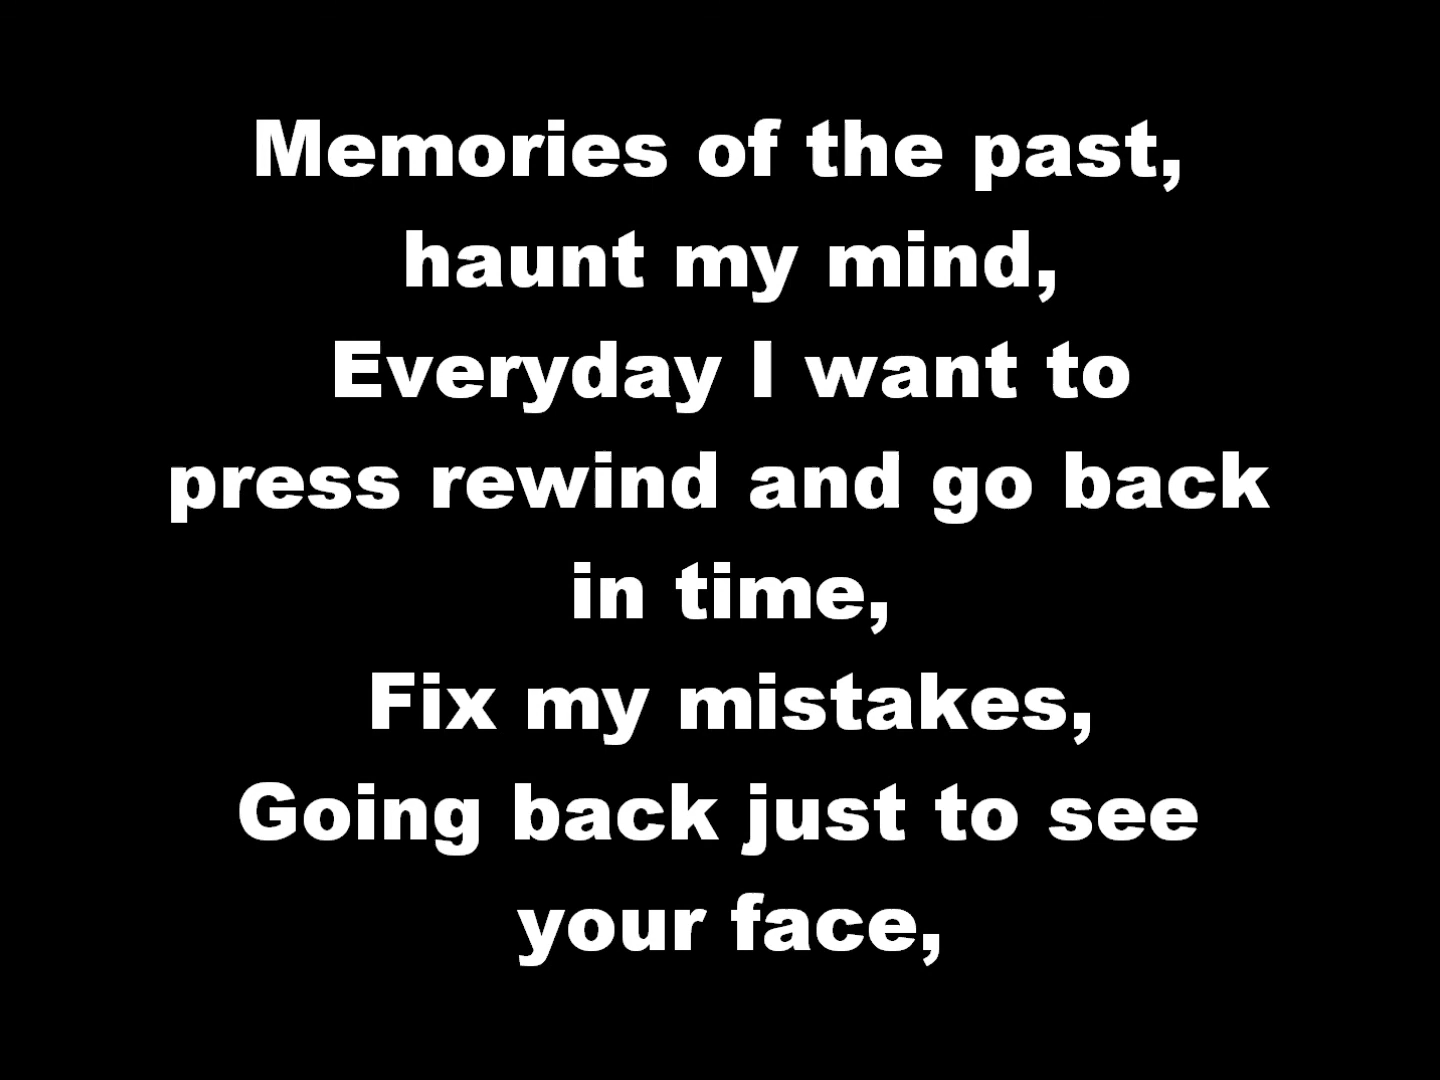 Memories of the past,
haunt my mind,
Everyday I want to
press rewind and go back
in time,
Fix my mistakes,
Going back just to see
your face,